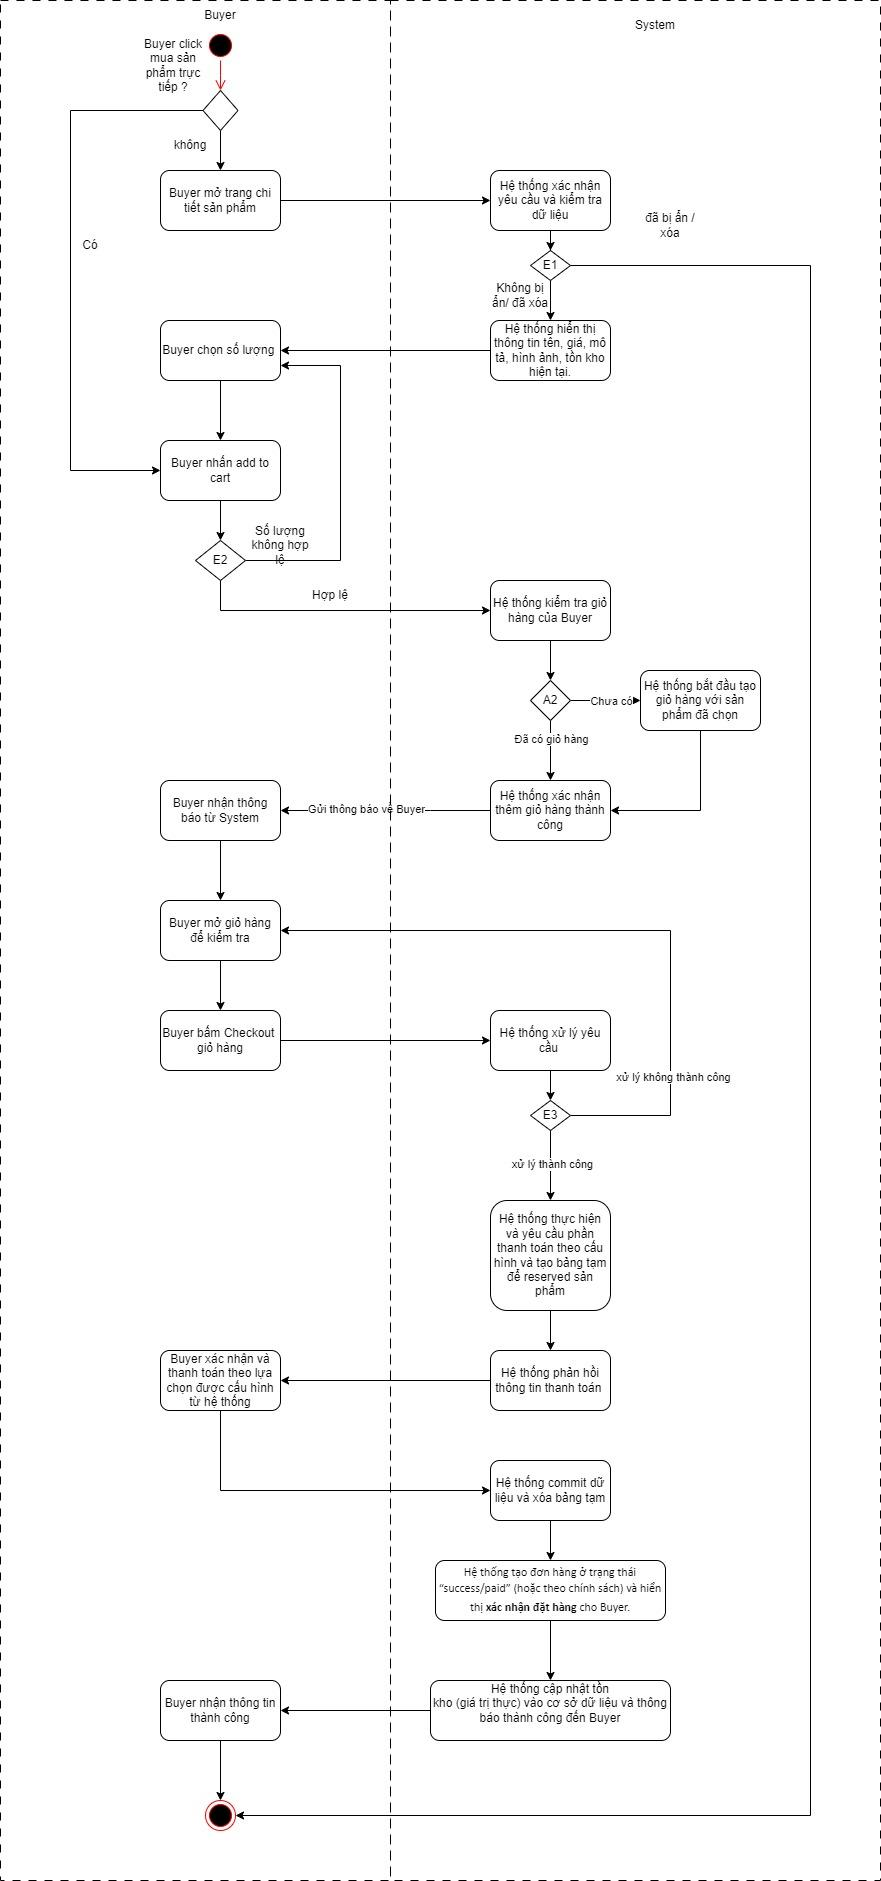 Buyer
System
Buyer click
mua sản
phẩm trực
tiếp ?
không
Buyer mở trang chi
tiết sản phẩm
Hệ thống xác nhận
yêu cầu và kiểm tra
dữ liệu
đã bị ẩn /
xóa
Có
E1
Không bị
ẩn/ đã xóa
Buyer chọn số lượng
Hệ thống hiển thị
thông tin tên, giá, mô
tả, hình ảnh, tồn kho
hiện tại.
Buyer nhấn add to
cart
Số lượng
không hợp
lệ
E2
Hợp lệ
Hệ thống kiểm tra giỏ
hàng của Buyer
A2
Chưa có
Hệ thống bắt đầu tạo
giỏ hàng với sản
phẩm đã chọn
Đã có giỏ hàng
Buyer nhận thông
báo từ System
Gửi thông báo về Buyer
Hệ thống xác nhận
thêm giỏ hàng thành
công
Buyer mở giỏ hàng
để kiểm tra
Buyer bấm Checkout
giỏ hàng
Hệ thống xử lý yêu
cầu
xử lý không thành công
E3
xử lý thành công
Hệ thống thực hiện
và yêu cầu phần
thanh toán theo cấu
hình và tạo bảng tạm
để reserved sản
phẩm
Buyer xác nhận và
thanh toán theo lựa
chọn được cấu hình
từ hệ thống
Hệ thống phản hồi
thông tin thanh toán
Hệ thống commit dữ
liệu và xóa bảng tạm
Hệ thống tạo đơn hàng ở trạng thái
“success/paid” (hoặc theo chính sách) và hiển
thị xác nhận đặt hàng cho Buyer.
Buyer nhận thông tin
thành công
Hệ thống cập nhật tồn
kho (giá trị thực) vào cơ sở dữ liệu và thông
báo thành công đến Buyer